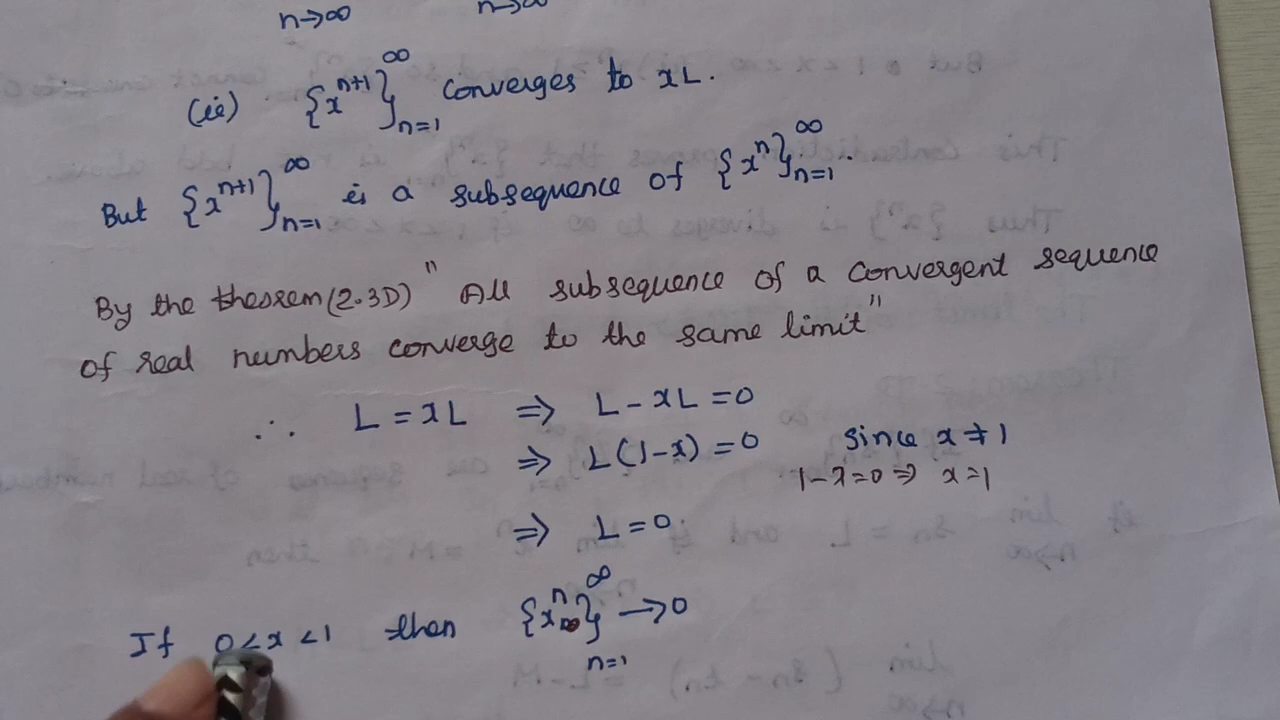 n→∞ n→∞
(ie) {x^{n+1}}_{n=1}^∞ converges to xL.
But {x^{n+1}}_{n=1}^∞ is a subsequence of {x^n}_{n=1}^∞.
By the theorem (2.3D) " All subsequence of a convergent sequence
of real numbers converge to the same limit"
∴ L = xL ⇒ L - xL = 0
⇒ L(1-x) = 0 since x ≠ 1
1-x=0 ⇒ x=1
⇒ L = 0
If 0<x<1 then {x^n}_{n=1}^∞ → 0